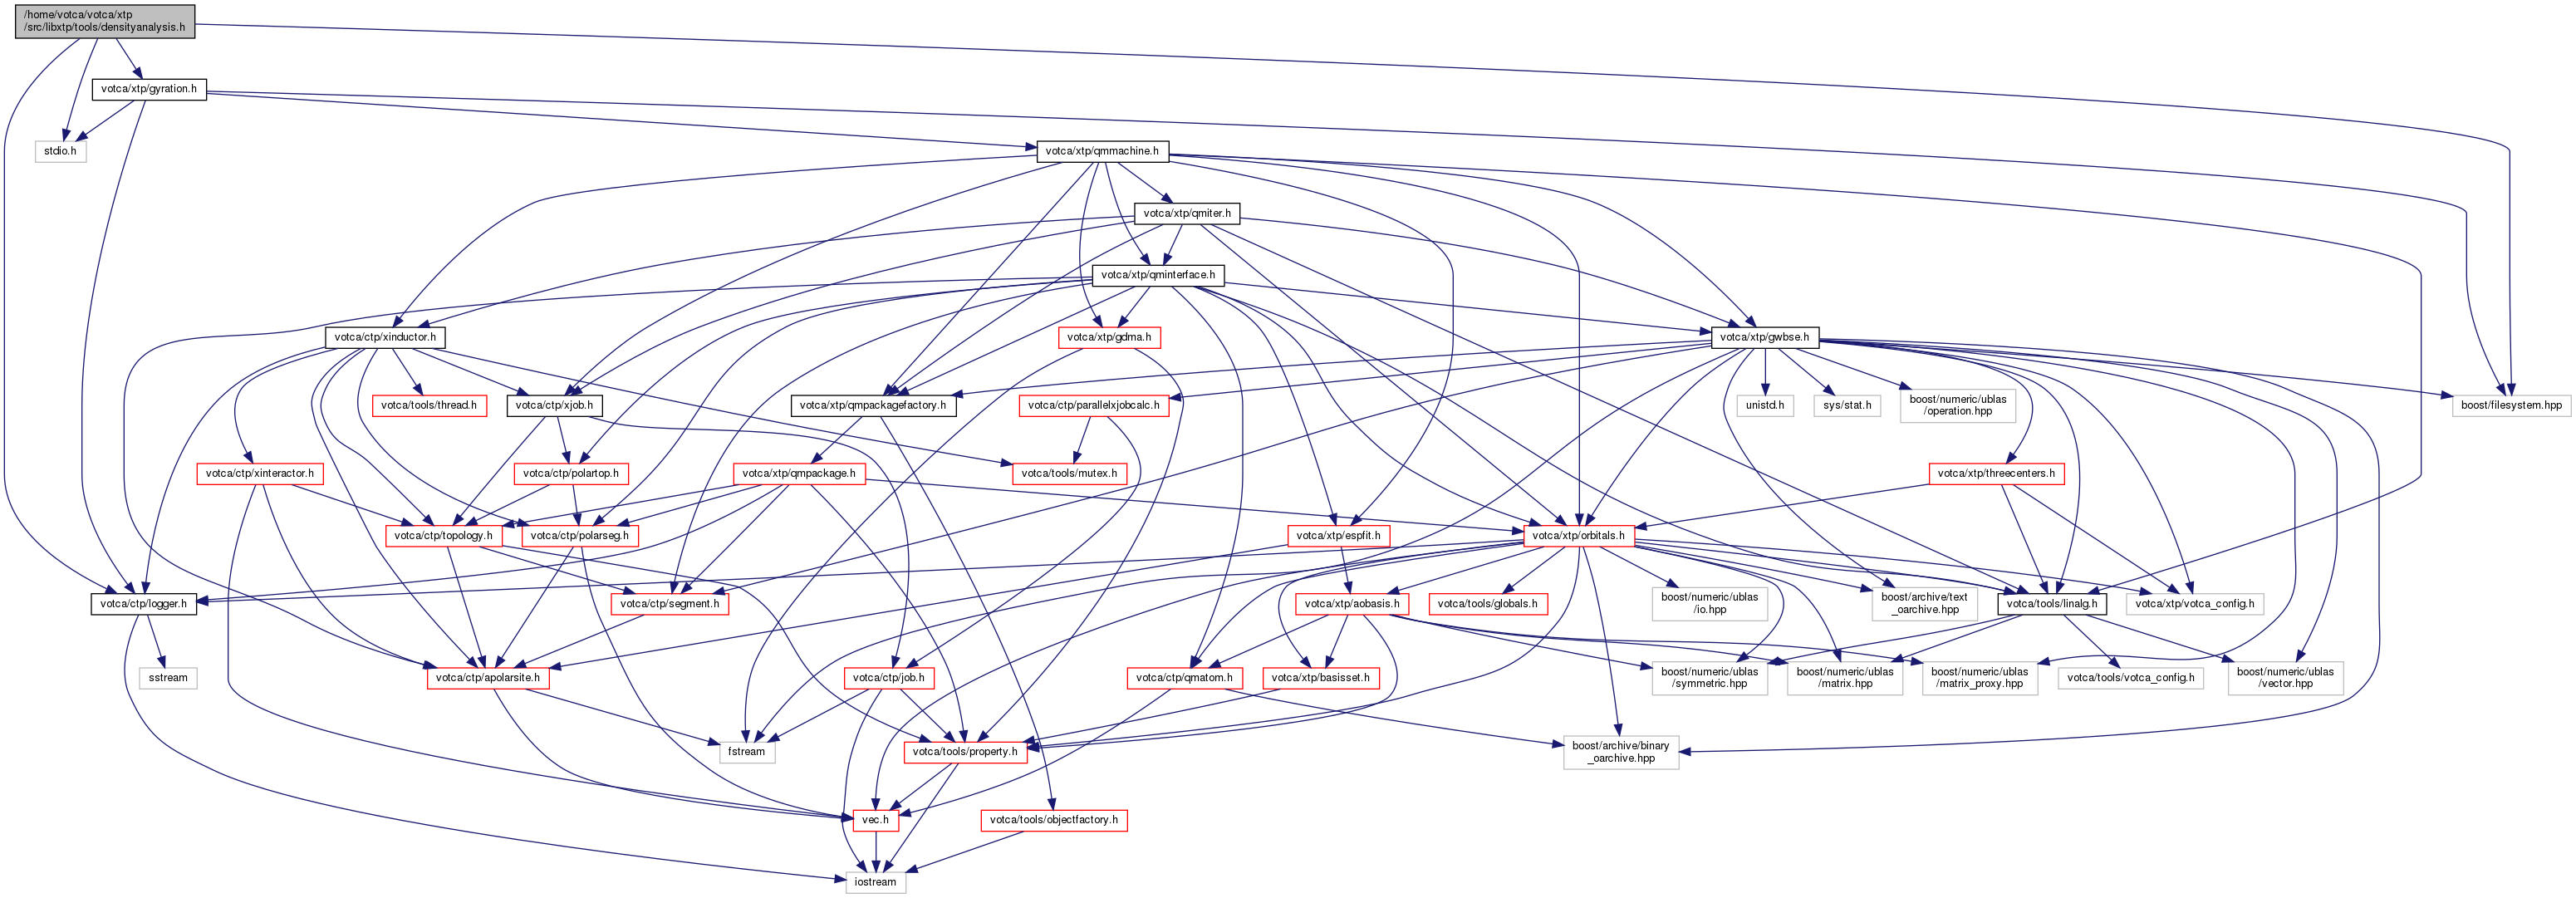 /home/votca/votca/xtp
/src/libxtp/tools/densityanalysis.h
votca/xtp/gyration.h
stdio.h
votca/xtp/qmmachine.h
votca/xtp/qmiter.h
votca/xtp/qminterface.h
votca/ctp/xinductor.h
votca/xtp/gdma.h
votca/xtp/gwbse.h
votca/tools/thread.h
votca/ctp/xjob.h
votca/xtp/qmpackagefactory.h
votca/ctp/parallelxjobcalc.h
unistd.h
sys/stat.h
boost/numeric/ublas
/operation.hpp
boost/filesystem.hpp
votca/ctp/xinteractor.h
votca/ctp/polartop.h
votca/xtp/qmpackage.h
votca/tools/mutex.h
votca/xtp/threecenters.h
votca/ctp/topology.h
votca/ctp/polarseg.h
votca/xtp/espfit.h
votca/xtp/orbitals.h
votca/ctp/logger.h
votca/ctp/segment.h
votca/xtp/aobasis.h
votca/tools/globals.h
boost/numeric/ublas
/io.hpp
boost/archive/text
_oarchive.hpp
votca/tools/linalg.h
votca/xtp/votca_config.h
sstream
votca/ctp/apolarsite.h
votca/ctp/job.h
votca/ctp/qmatom.h
votca/xtp/basisset.h
boost/numeric/ublas
/symmetric.hpp
boost/numeric/ublas
/matrix.hpp
boost/numeric/ublas
/matrix_proxy.hpp
votca/tools/votca_config.h
boost/numeric/ublas
/vector.hpp
fstream
votca/tools/property.h
boost/archive/binary
_oarchive.hpp
vec.h
votca/tools/objectfactory.h
iostream